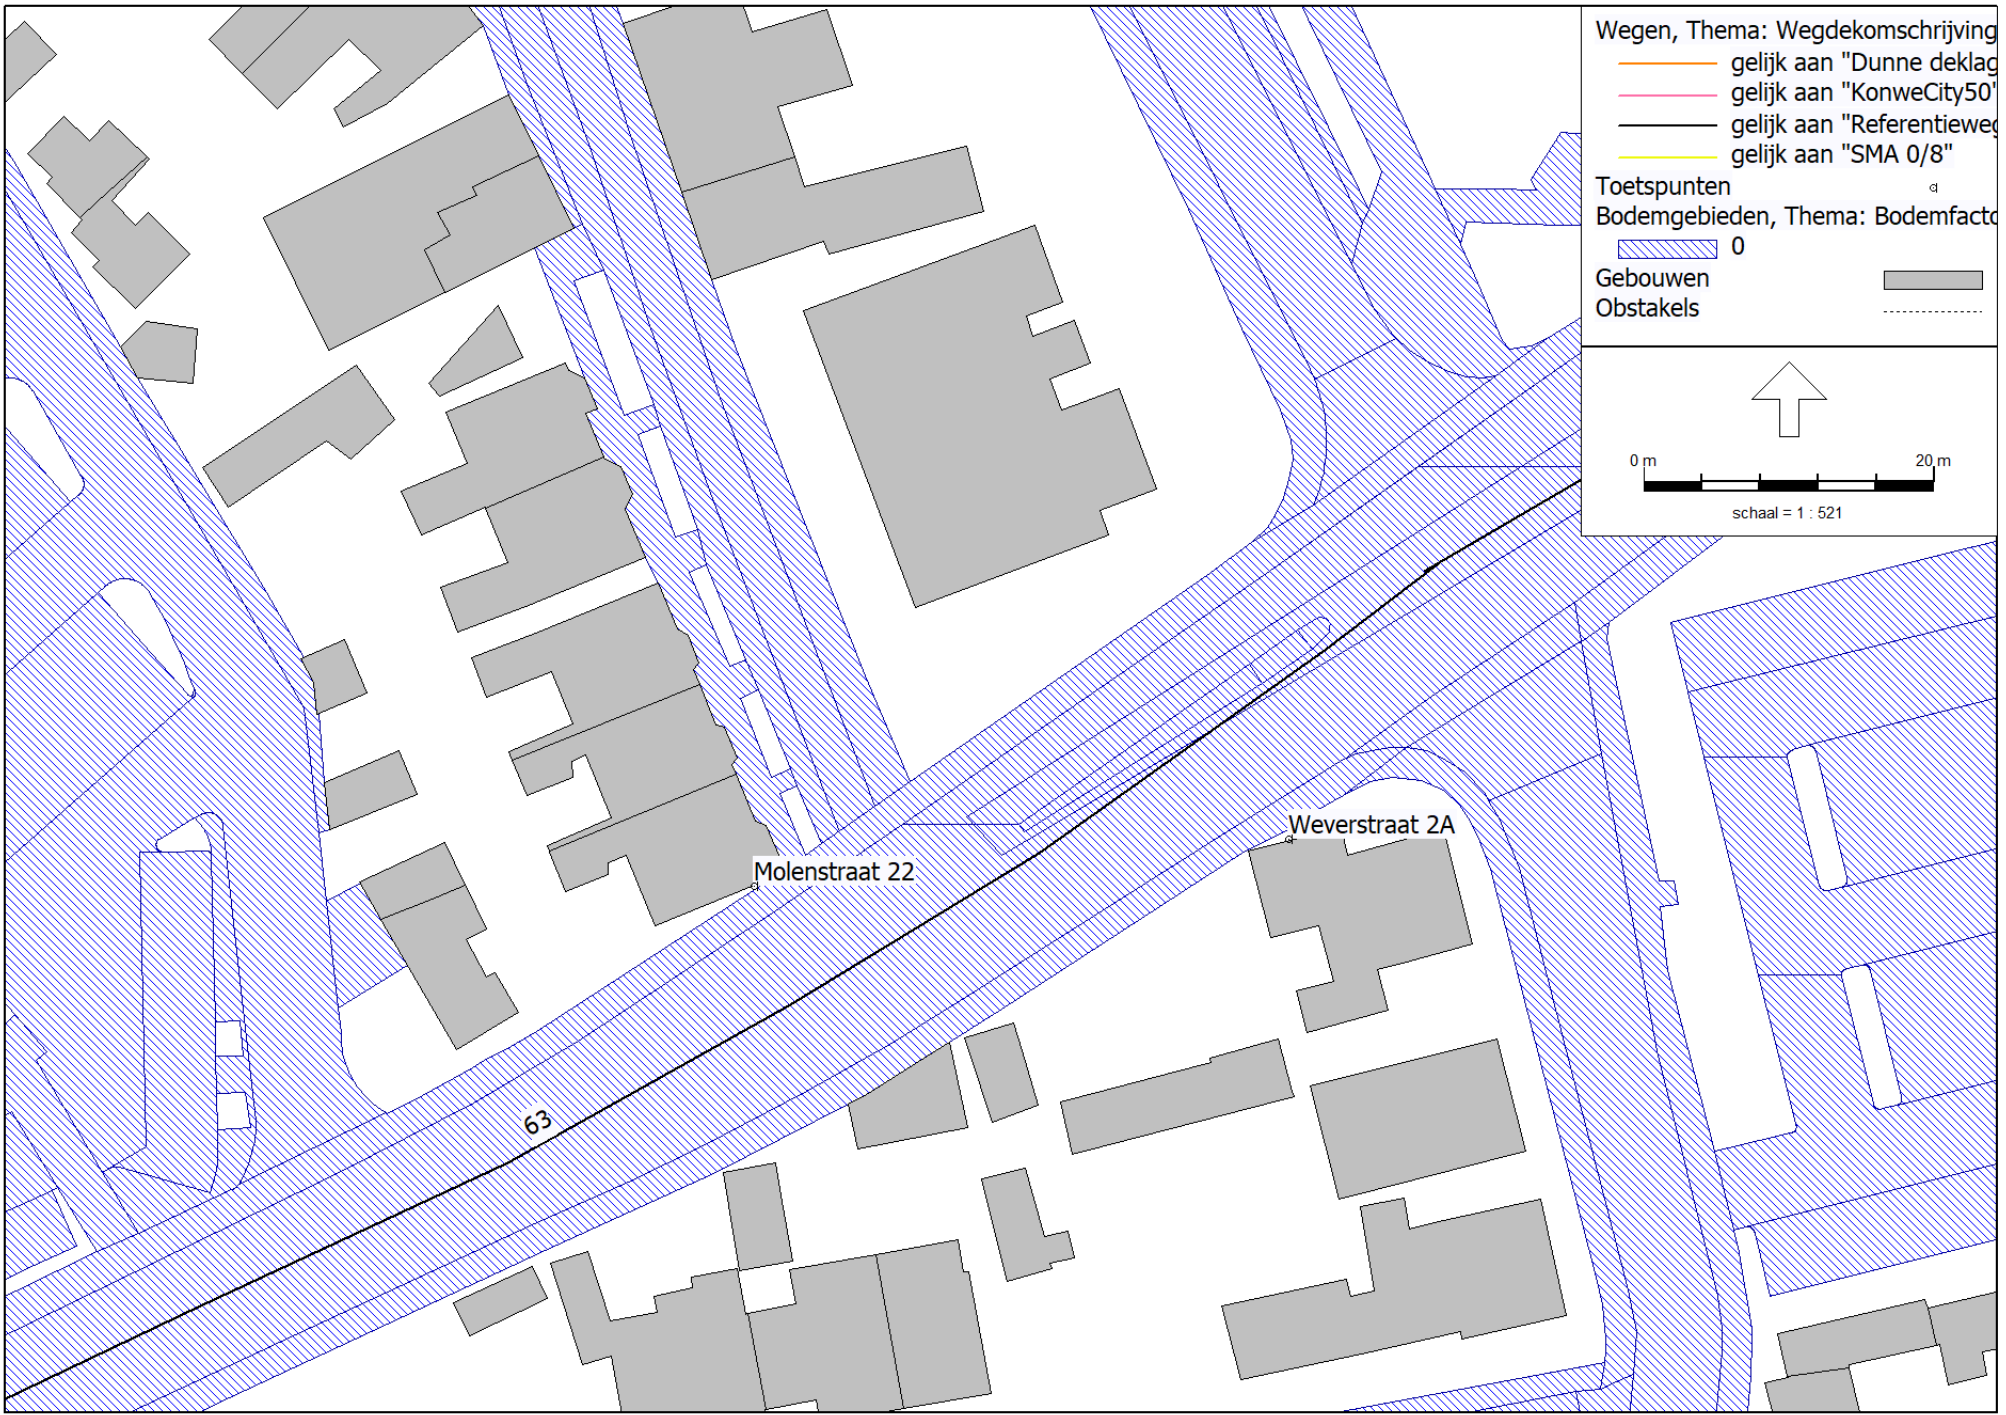 Wegen, Thema: Wegdekomschrijving
gelijk aan "Dunne deklag
gelijk aan "KonweCity50"
gelijk aan "Referentieweg
gelijk aan "SMA 0/8"
Toetspunten
Bodemgebieden, Thema: Bodemfacto
0
Gebouwen
Obstakels
0 m
20 m
schaal = 1 : 521
Weverstraat 2A
Molenstraat 22
63